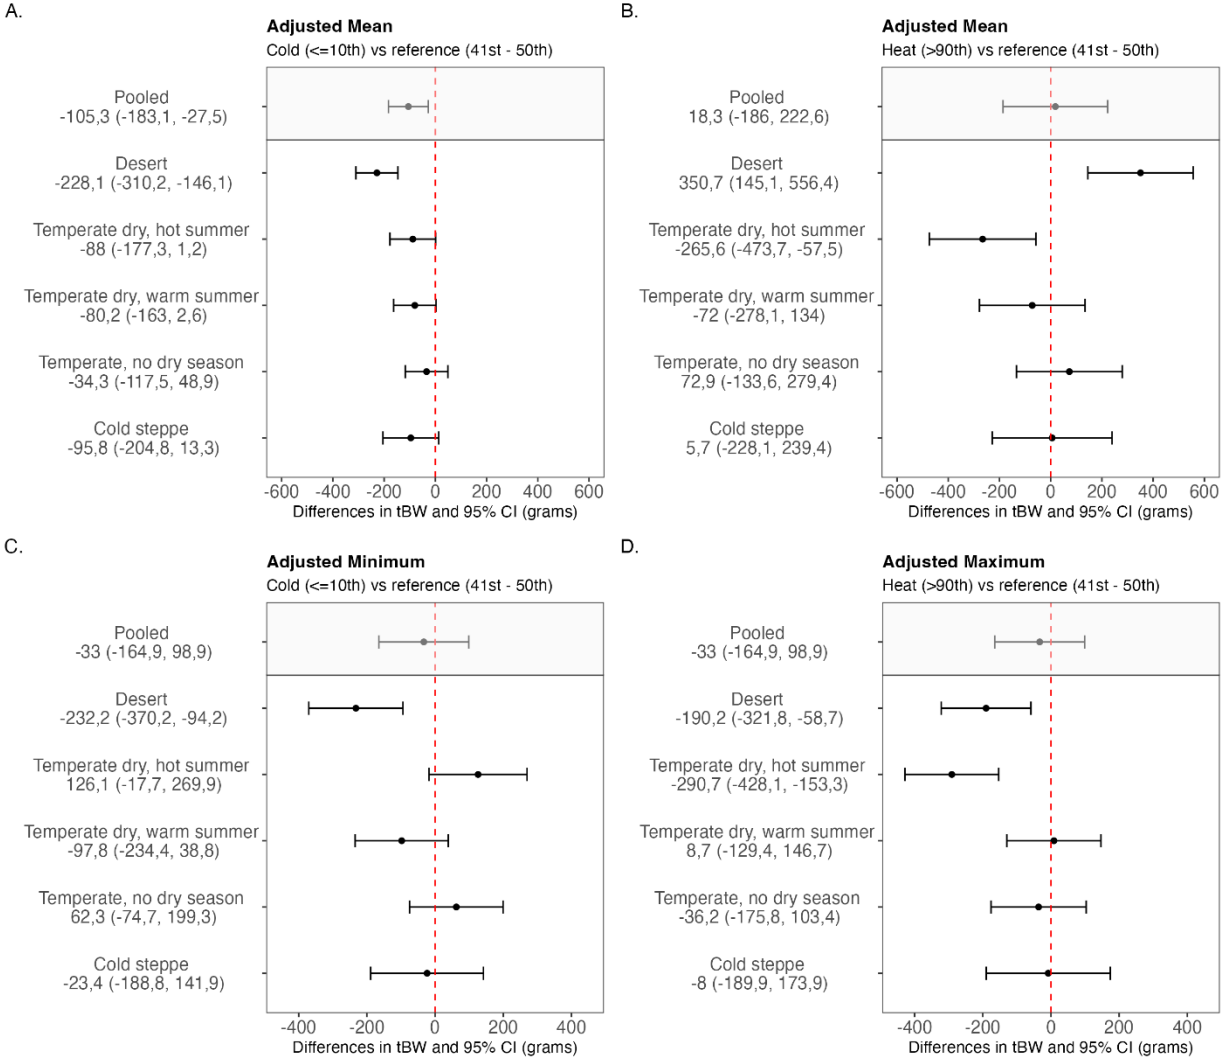 A.
Adjusted Mean
Cold (<=10th) vs reference (41st - 50th)
Pooled
-105,3 (-183,1, -27,5)
Desert
-228,1 (-310,2, -146,1)
Temperate dry, hot summer
-88 (-177,3, 1,2)
Temperate dry, warm summer
-80,2 (-163, 2,6)
Temperate, no dry season
-34,3 (-117,5, 48,9)
Cold steppe
-95,8 (-204,8, 13,3)
-600 -400 -200 0 200 400 600
Differences in tBW and 95% CI (grams)
B.
Adjusted Mean
Heat (>90th) vs reference (41st - 50th)
Pooled
18,3 (-186, 222,6)
Desert
350,7 (145,1, 556,4)
Temperate dry, hot summer
-265,6 (-473,7, -57,5)
Temperate dry, warm summer
-72 (-278,1, 134)
Temperate, no dry season
72,9 (-133,6, 279,4)
Cold steppe
5,7 (-228,1, 239,4)
-600 -400 -200 0 200 400 600
Differences in tBW and 95% CI (grams)
C.
Adjusted Minimum
Cold (<=10th) vs reference (41st - 50th)
Pooled
-33 (-164,9, 98,9)
Desert
-232,2 (-370,2, -94,2)
Temperate dry, hot summer
126,1 (-17,7, 269,9)
Temperate dry, warm summer
-97,8 (-234,4, 38,8)
Temperate, no dry season
62,3 (-74,7, 199,3)
Cold steppe
-23,4 (-188,8, 141,9)
-400 -200 0 200 400
Differences in tBW and 95% CI (grams)
D.
Adjusted Maximum
Heat (>90th) vs reference (41st - 50th)
Pooled
-33 (-164,9, 98,9)
Desert
-190,2 (-321,8, -58,7)
Temperate dry, hot summer
-290,7 (-428,1, -153,3)
Temperate dry, warm summer
8,7 (-129,4, 146,7)
Temperate, no dry season
-36,2 (-175,8, 103,4)
Cold steppe
-8 (-189,9, 173,9)
-400 -200 0 200 400
Differences in tBW and 95% CI (grams)